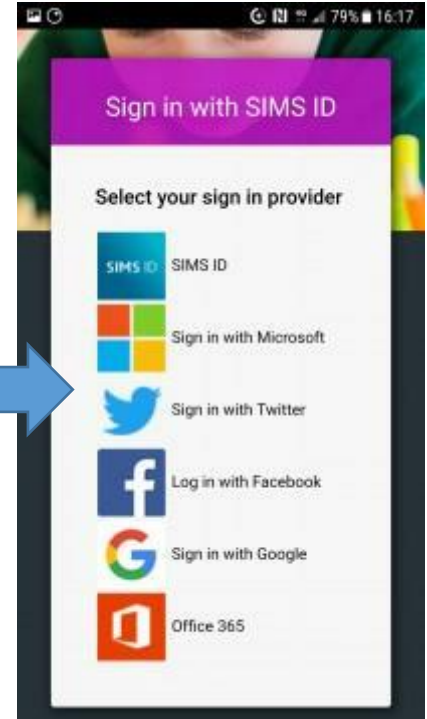 79% 16:17
Sign in with SIMS ID
Select your sign in provider
SIMS ID SIMS ID
Sign in with Microsoft
Sign in with Twitter
Log in with Facebook
Sign in with Google
Office 365